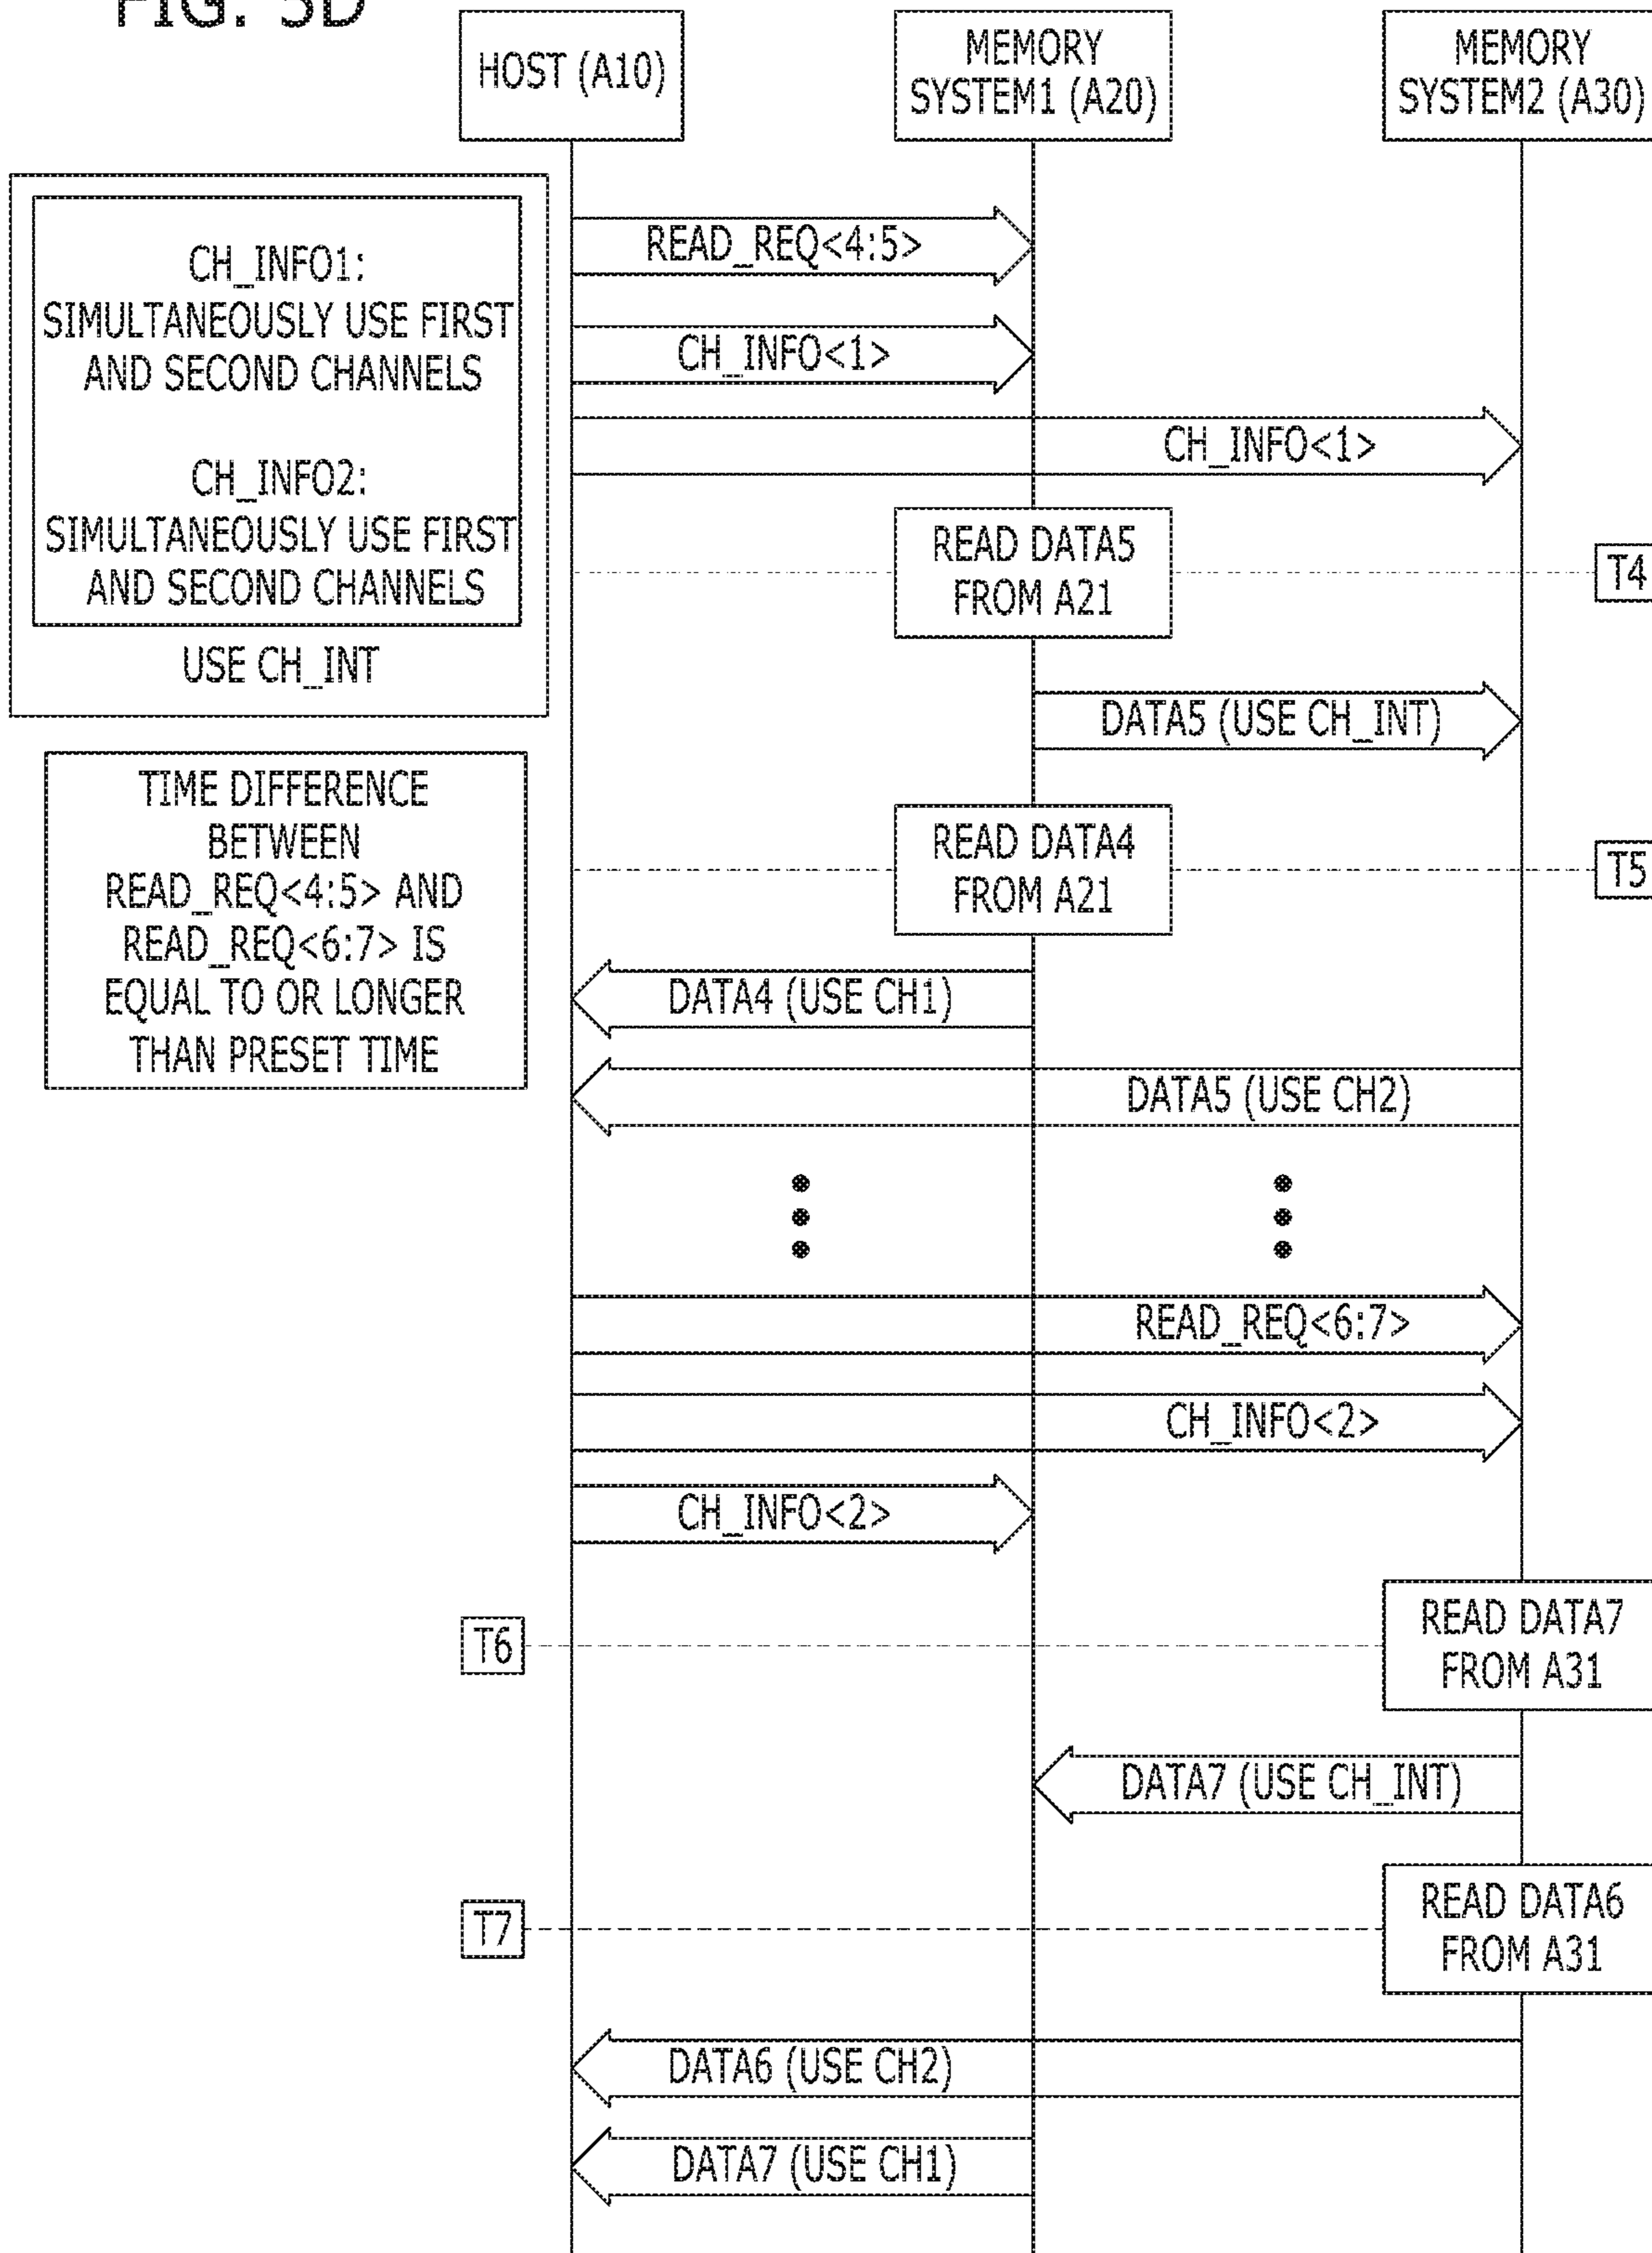 FIG. 5D
HOST (A10)
MEMORY
SYSTEM1 (A20)
MEMORY
SYSTEM2 (A30)
CH_INFO1:
SIMULTANEOUSLY USE FIRST
AND SECOND CHANNELS
CH_INFO2:
SIMULTANEOUSLY USE FIRST
AND SECOND CHANNELS
USE CH_INT
READ_REQ<4:5>
CH_INFO<1>
CH_INFO<1>
READ DATA5
FROM A21
T4
DATA5 (USE CH_INT)
TIME DIFFERENCE
BETWEEN
READ_REQ<4:5> AND
READ_REQ<6:7> IS
EQUAL TO OR LONGER
THAN PRESET TIME
READ DATA4
FROM A21
T5
DATA4 (USE CH1)
DATA5 (USE CH2)
READ_REQ<6:7>
CH_INFO<2>
CH_INFO<2>
T6
READ DATA7
FROM A31
DATA7 (USE CH_INT)
T7
READ DATA6
FROM A31
DATA6 (USE CH2)
DATA7 (USE CH1)